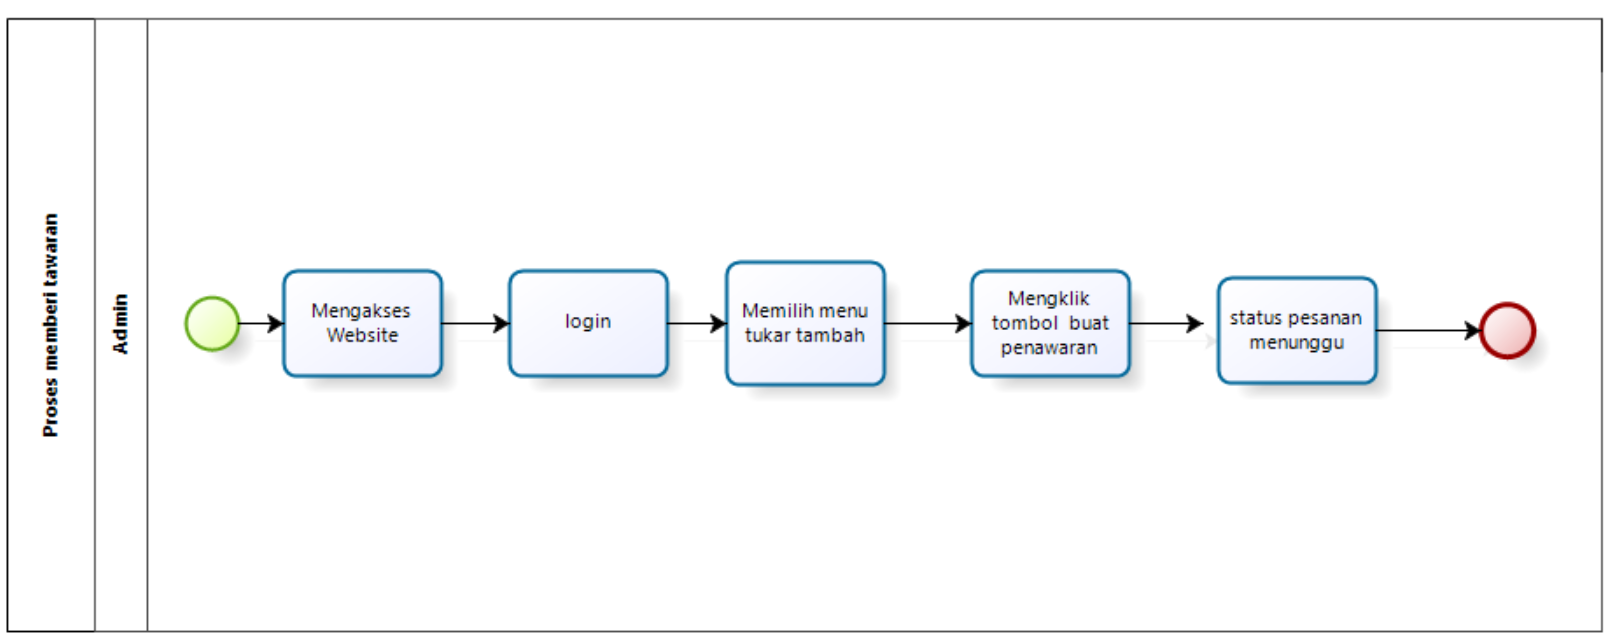 Proses memberi tawaran
Admin
Mengakses
Website
login
Memilih menu
tukar tambah
Mengklik
tombol  buat
penawaran
status pesanan
menunggu